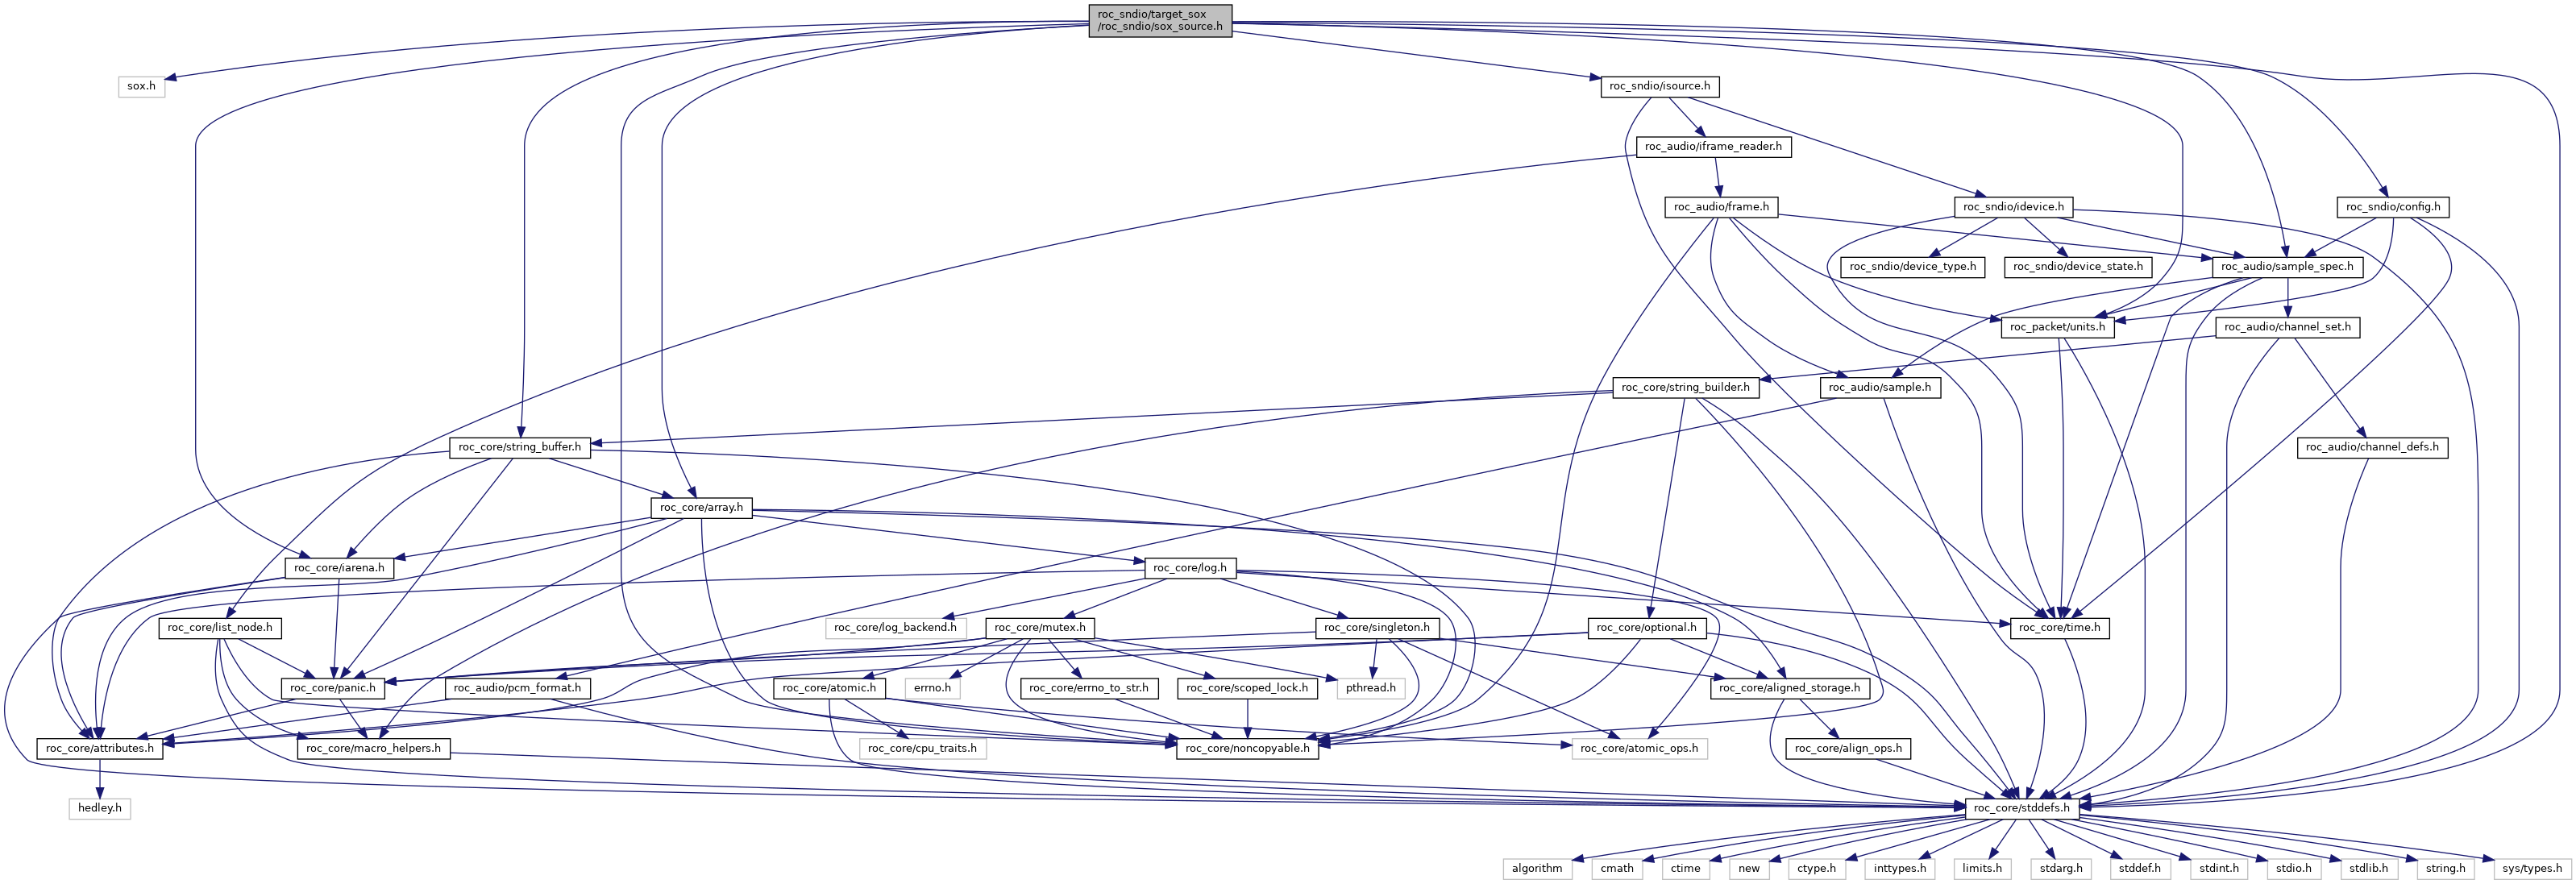 roc_sndio/target_sox
/roc_sndio/sox_source.h
sox.h
roc_sndio/isource.h
roc_audio/iframe_reader.h
roc_audio/frame.h
roc_sndio/idevice.h
roc_sndio/config.h
roc_sndio/device_type.h
roc_sndio/device_state.h
roc_audio/sample_spec.h
roc_packet/units.h
roc_audio/channel_set.h
roc_core/string_builder.h
roc_audio/sample.h
roc_core/string_buffer.h
roc_audio/channel_defs.h
roc_core/array.h
roc_core/iarena.h
roc_core/log.h
roc_core/list_node.h
roc_core/log_backend.h
roc_core/mutex.h
roc_core/singleton.h
roc_core/optional.h
roc_core/time.h
roc_core/panic.h
roc_audio/pcm_format.h
roc_core/atomic.h
errno.h
roc_core/errno_to_str.h
roc_core/scoped_lock.h
pthread.h
roc_core/aligned_storage.h
roc_core/attributes.h
roc_core/macro_helpers.h
roc_core/cpu_traits.h
roc_core/noncopyable.h
roc_core/atomic_ops.h
roc_core/align_ops.h
hedley.h
roc_core/stddefs.h
algorithm
cmath
ctime
new
ctype.h
inttypes.h
limits.h
stdarg.h
stddef.h
stdint.h
stdio.h
stdlib.h
string.h
sys/types.h